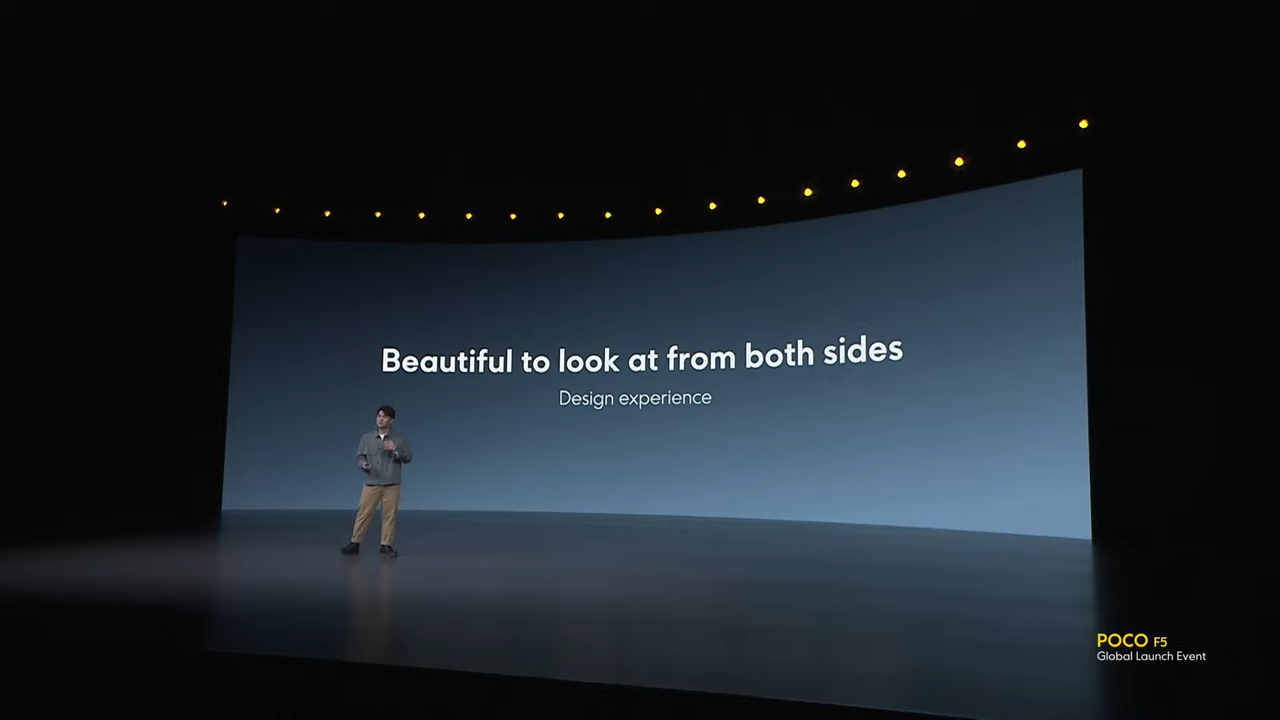 Beautiful to look at from both sides
Design experience
POCO F5
Global Launch Event